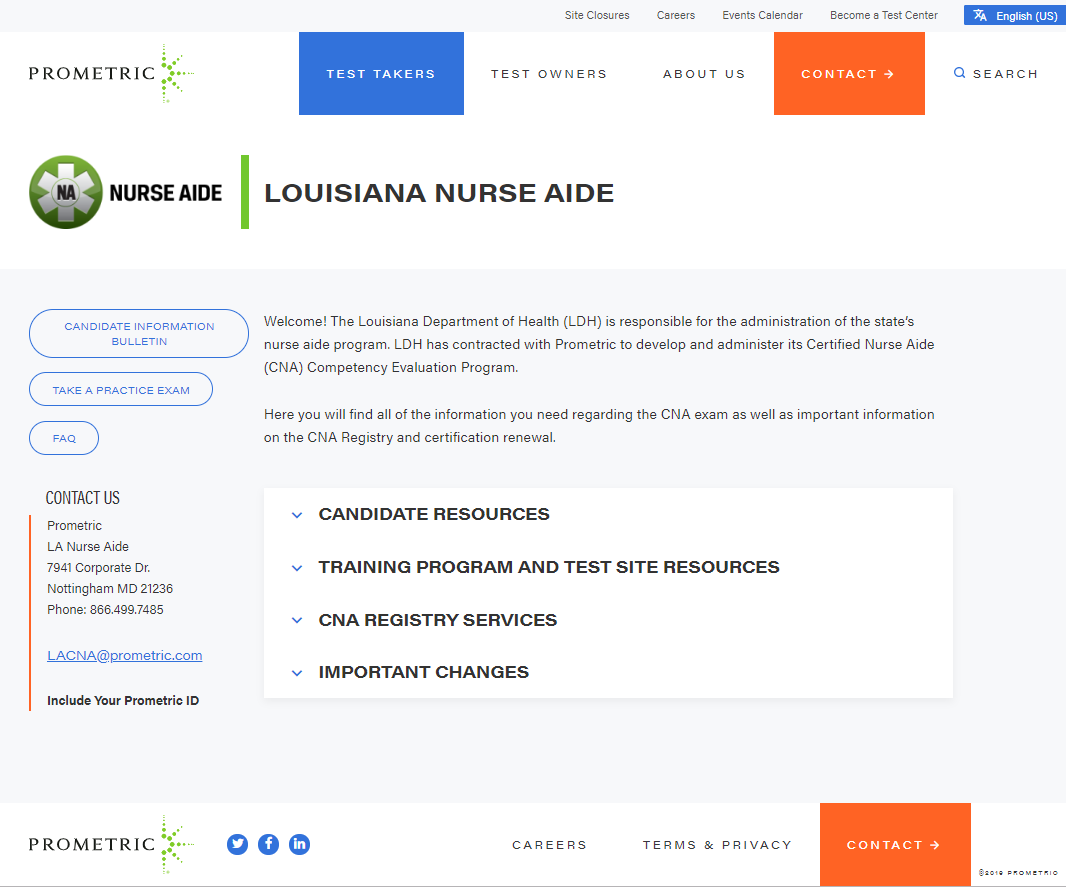 Site Closures Careers Events Calendar Become a Test Center English (US)
PROMETRIC TEST TAKERS TEST OWNERS ABOUT US CONTACT → SEARCH
NA NURSE AIDE LOUISIANA NURSE AIDE
CANDIDATE INFORMATION
BULLETIN
TAKE A PRACTICE EXAM
FAQ
CONTACT US
Prometric
LA Nurse Aide
7941 Corporate Dr.
Nottingham MD 21236
Phone: 866.499.7485
LACNA@prometric.com
Include Your Prometric ID
Welcome! The Louisiana Department of Health (LDH) is responsible for the administration of the state’s
nurse aide program. LDH has contracted with Prometric to develop and administer its Certified Nurse Aide
(CNA) Competency Evaluation Program.
Here you will find all of the information you need regarding the CNA exam as well as important information
on the CNA Registry and certification renewal.
CANDIDATE RESOURCES
TRAINING PROGRAM AND TEST SITE RESOURCES
CNA REGISTRY SERVICES
IMPORTANT CHANGES
PROMETRIC CAREERS TERMS & PRIVACY CONTACT →
©2019 PROMETRIC